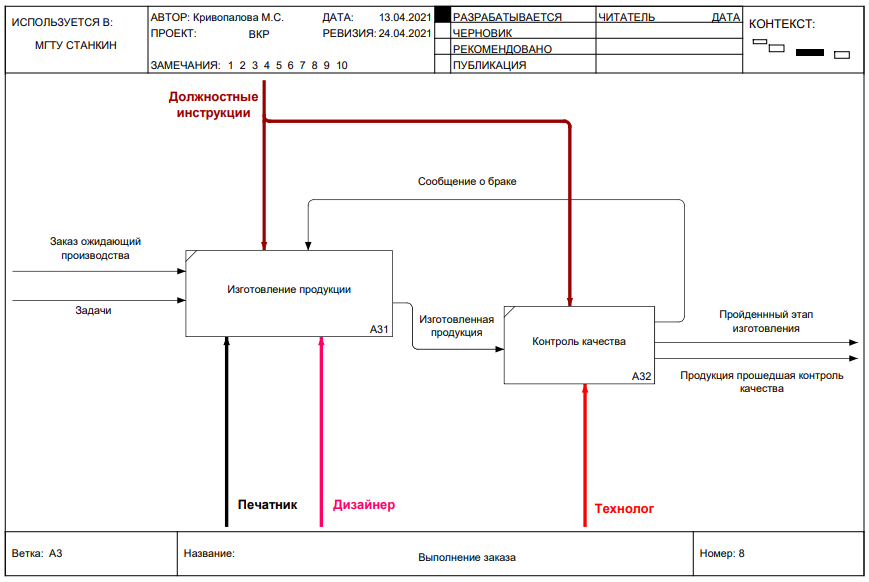 ИСПОЛЬЗУЕТСЯ В:
МГТУ СТАНКИН
АВТОР: Кривопалова М.С.
ДАТА: 13.04.2021
ПРОЕКТ: ВКР
РЕВИЗИЯ: 24.04.2021
ЗАМЕЧАНИЯ: 1 2 3 4 5 6 7 8 9 10
РАЗРАБАТЫВАЕТСЯ
ЧЕРНОВИК
РЕКОМЕНДОВАНО
ПУБЛИКАЦИЯ
ЧИТАТЕЛЬ
ДАТА
КОНТЕКСТ:
Должностные
инструкции
Сообщение о браке
Заказ ожидающий
производства
Задачи
Изготовление продукции
A31
Изготовленная
продукция
Контроль качества
A32
Пройденнный этап
изготовления
Продукция прошедшая контроль
качества
Печатник
Дизайнер
Технолог
Ветка: A3
Название:
Выполнение заказа
Номер: 8